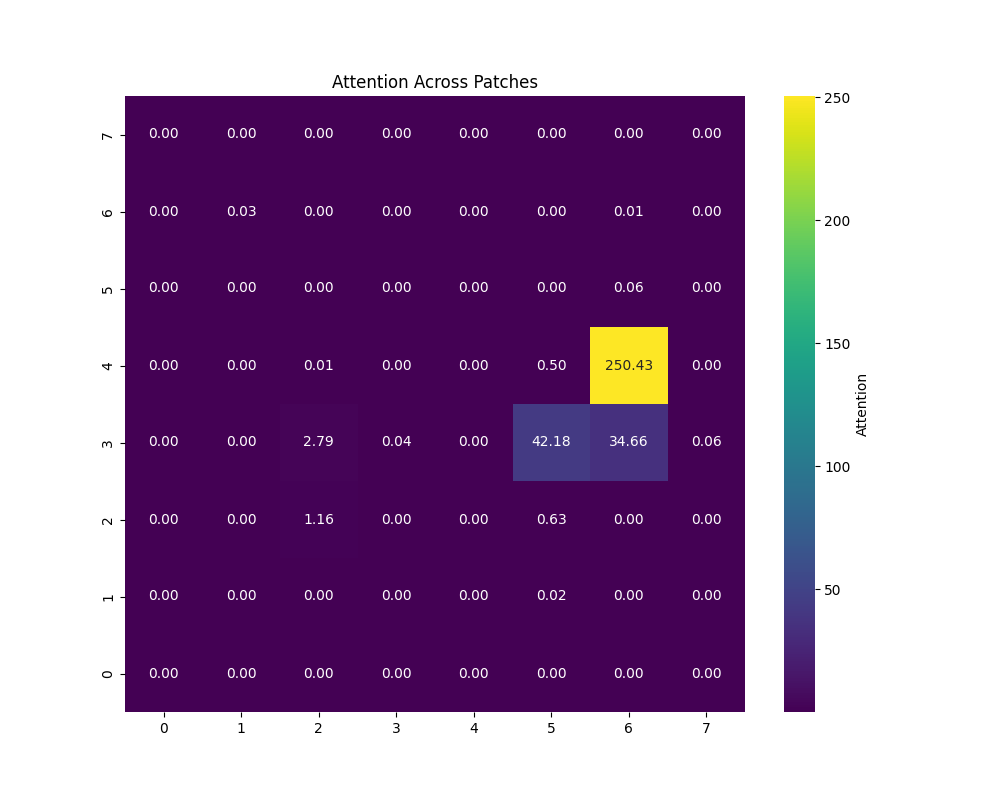 Attention Across Patches
7 0.00 0.00 0.00 0.00 0.00 0.00 0.00 0.00
6 0.00 0.03 0.00 0.00 0.00 0.00 0.01 0.00
5 0.00 0.00 0.00 0.00 0.00 0.00 0.06 0.00
4 0.00 0.00 0.01 0.00 0.00 0.50 250.43 0.00
3 0.00 0.00 2.79 0.04 0.00 42.18 34.66 0.06
2 0.00 0.00 1.16 0.00 0.00 0.63 0.00 0.00
1 0.00 0.00 0.00 0.00 0.00 0.02 0.00 0.00
0 0.00 0.00 0.00 0.00 0.00 0.00 0.00 0.00
0 1 2 3 4 5 6 7
250
200
150
100
50
Attention